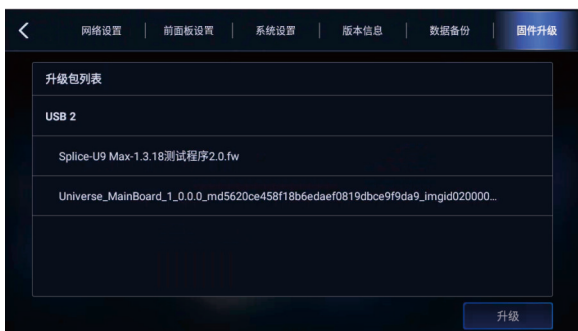 网络设置 前面板设置 系统设置 版本信息 数据备份 固件升级
升级包列表
USB 2
Splice-U9 Max-1.3.18测试程序2.0.fw
Universe_MainBoard_1_0.0.0_md5620ce458f18b6edaef0819dbce9f9da9_imgid020000...
升级